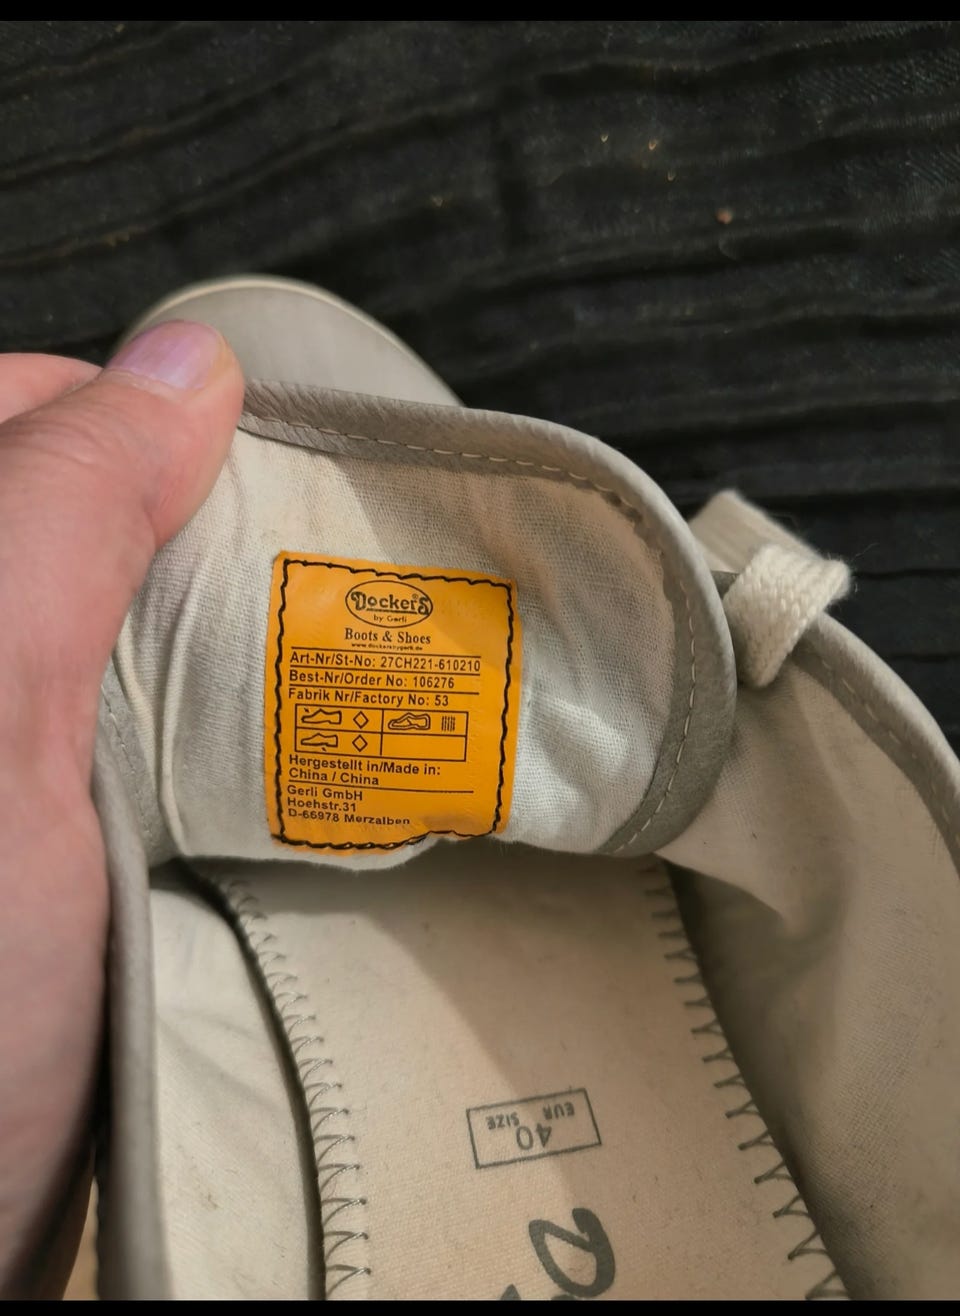 Dockers®
by Gerli
Boots & Shoes
www.dockersbygerli.de
Art-Nr/St-No: 27CH221-610210
Best-Nr/Order No: 106276
Fabrik Nr/Factory No: 53
Hergestellt in/Made in:
China / China
Gerli GmbH
Hoehstr.31
D-66978 Merzalben
EUR SIZE
40